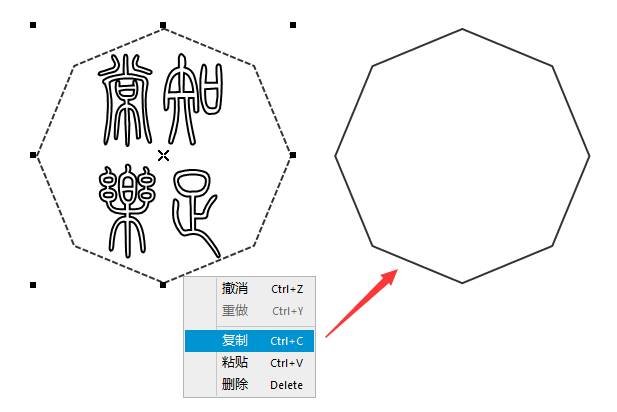 知足
常樂
撤消 Ctrl+Z
重做 Ctrl+Y
复制 Ctrl+C
粘贴 Ctrl+V
删除 Delete